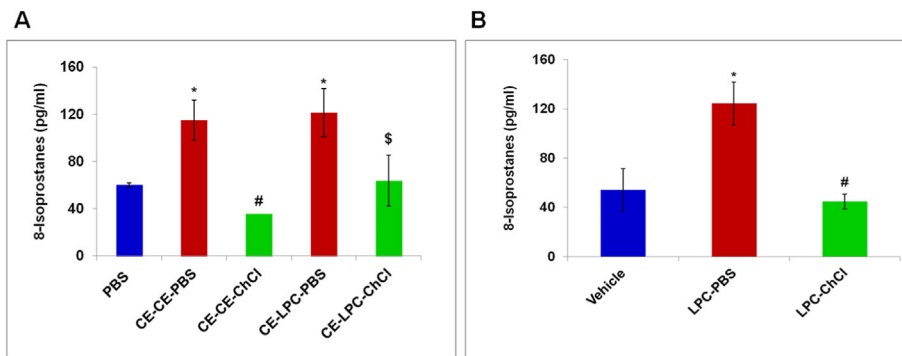 A
8-Isoprostanes (pg/ml)
160
120
80
40
0
*
#
*
$
PBS
CE-CE-PBS
CE-CE-ChCl
CE-LPC-PBS
CE-LPC-ChCl
B
8-Isoprostanes (pg/ml)
160
120
80
40
0
*
#
Vehicle
LPC-PBS
LPC-ChCl